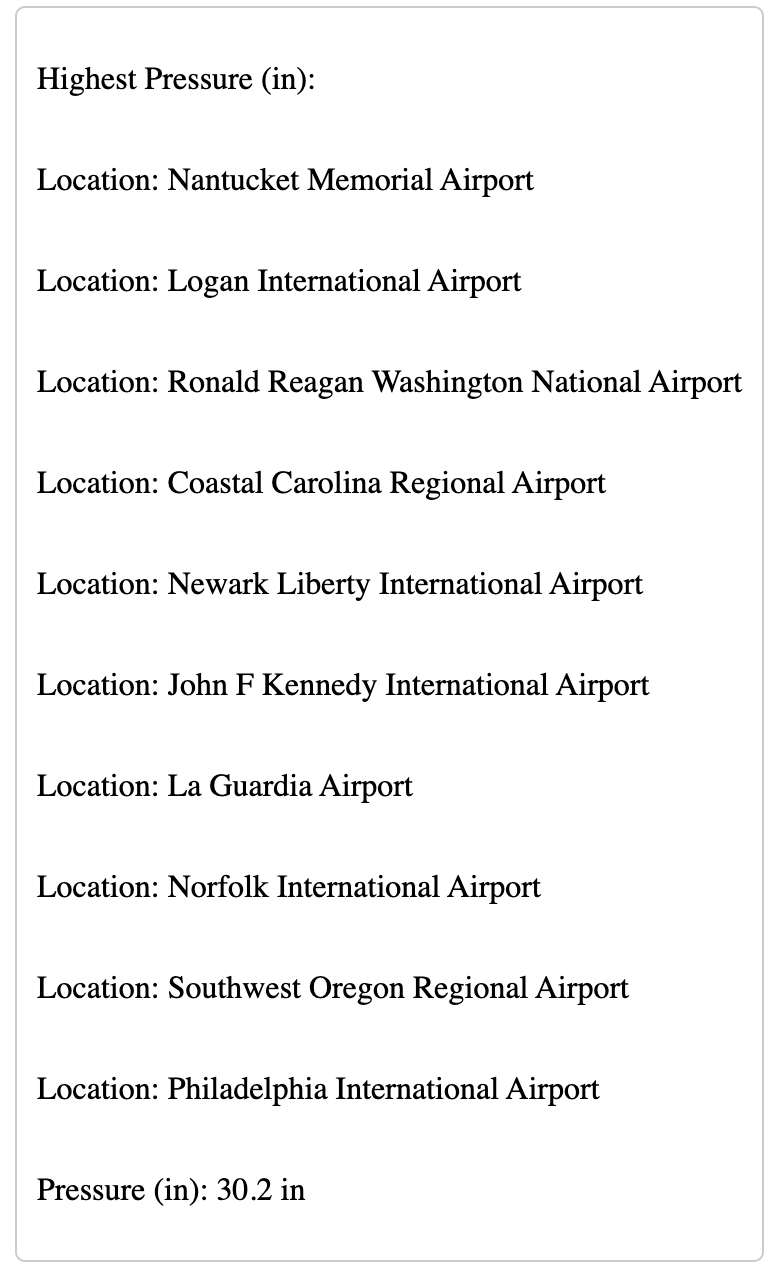 Highest Pressure (in):
Location: Nantucket Memorial Airport
Location: Logan International Airport
Location: Ronald Reagan Washington National Airport
Location: Coastal Carolina Regional Airport
Location: Newark Liberty International Airport
Location: John F Kennedy International Airport
Location: La Guardia Airport
Location: Norfolk International Airport
Location: Southwest Oregon Regional Airport
Location: Philadelphia International Airport
Pressure (in): 30.2 in